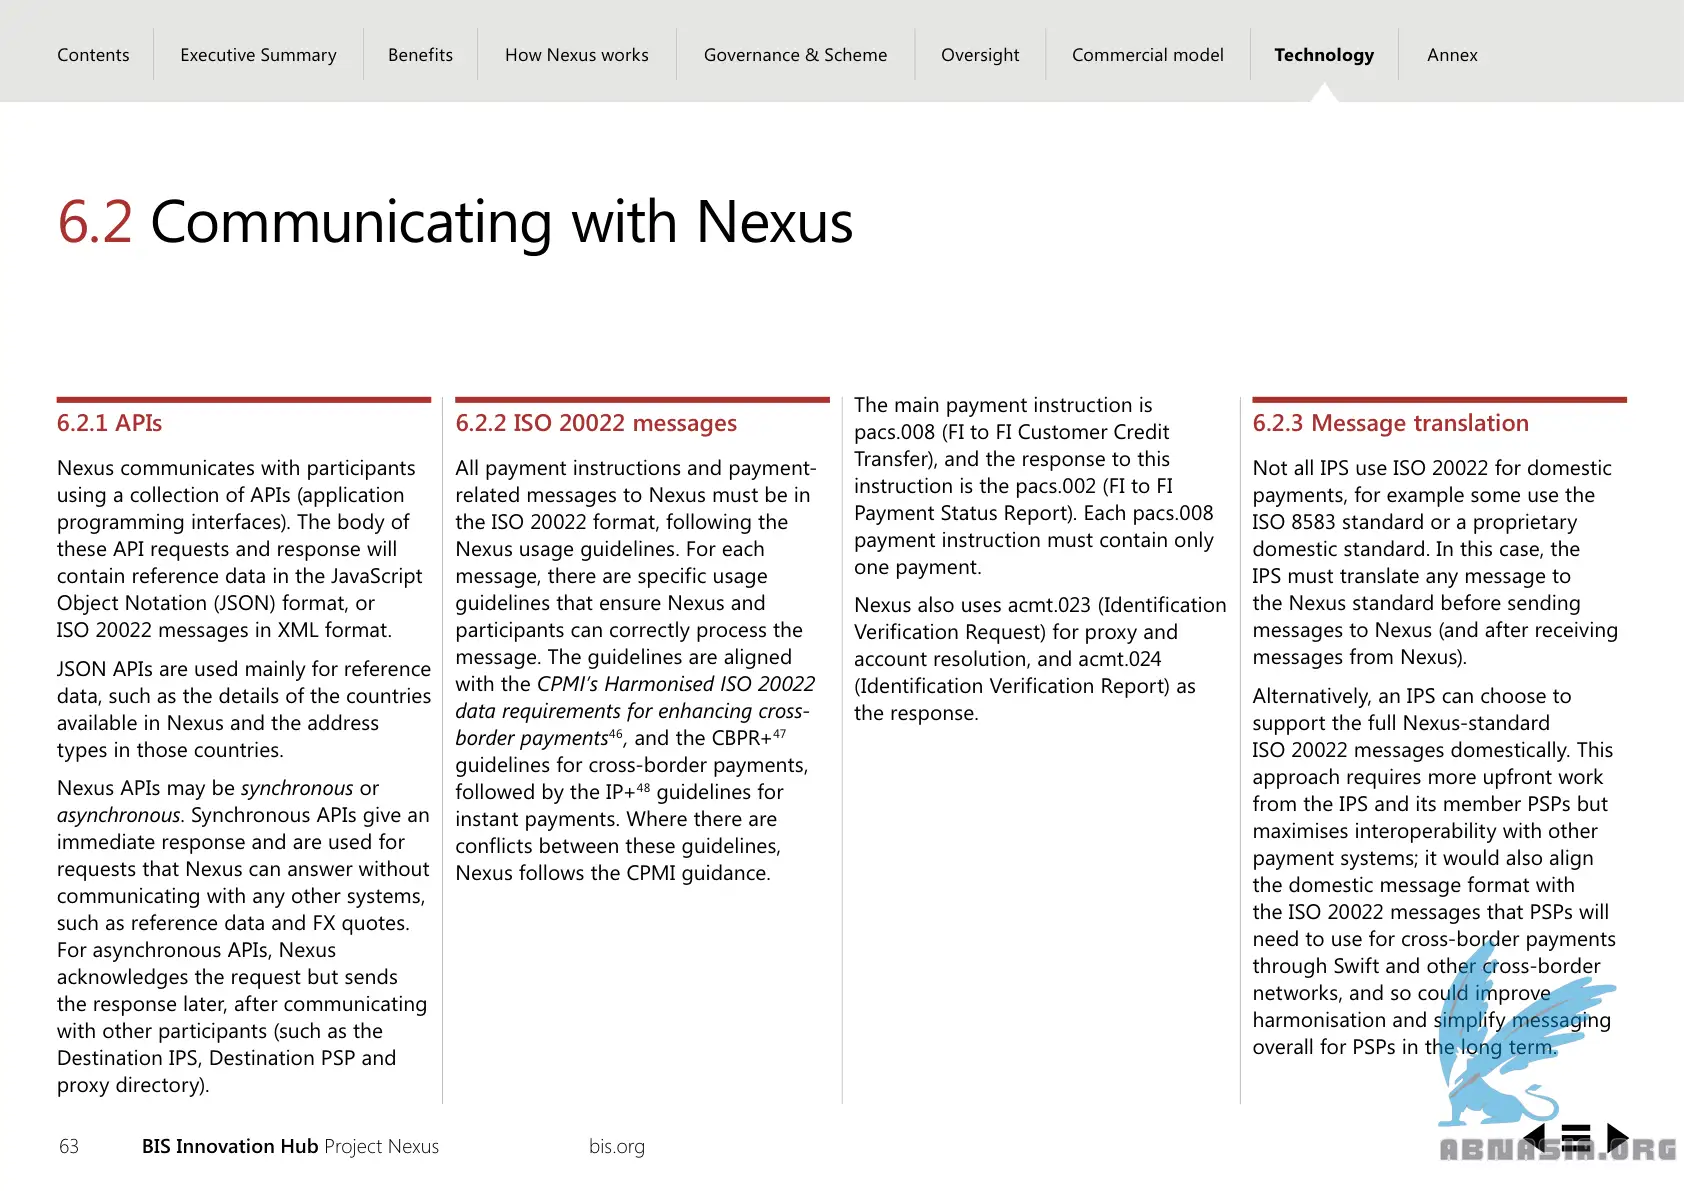 Contents
Executive Summary
Benefits
How Nexus works
Governance & Scheme
Oversight
Commercial model
Technology
Annex
6.2 Communicating with Nexus
6.2.1 APIs
Nexus communicates with participants
using a collection of APIs (application
programming interfaces). The body of
these API requests and response will
contain reference data in the JavaScript
Object Notation (JSON) format, or
ISO 20022 messages in XML format.
JSON APIs are used mainly for reference
data, such as the details of the countries
available in Nexus and the address
types in those countries.
Nexus APIs may be synchronous or
asynchronous. Synchronous APIs give an
immediate response and are used for
requests that Nexus can answer without
communicating with any other systems,
such as reference data and FX quotes.
For asynchronous APIs, Nexus
acknowledges the request but sends
the response later, after communicating
with other participants (such as the
Destination IPS, Destination PSP and
proxy directory).
6.2.2 ISO 20022 messages
All payment instructions and payment-
related messages to Nexus must be in
the ISO 20022 format, following the
Nexus usage guidelines. For each
message, there are specific usage
guidelines that ensure Nexus and
participants can correctly process the
message. The guidelines are aligned
with the CPMI’s Harmonised ISO 20022
data requirements for enhancing cross-
border payments46, and the CBPR+47
guidelines for cross-border payments,
followed by the IP+48 guidelines for
instant payments. Where there are
conflicts between these guidelines,
Nexus follows the CPMI guidance.
The main payment instruction is
pacs.008 (FI to FI Customer Credit
Transfer), and the response to this
instruction is the pacs.002 (FI to FI
Payment Status Report). Each pacs.008
payment instruction must contain only
one payment.
Nexus also uses acmt.023 (Identification
Verification Request) for proxy and
account resolution, and acmt.024
(Identification Verification Report) as
the response.
6.2.3 Message translation
Not all IPS use ISO 20022 for domestic
payments, for example some use the
ISO 8583 standard or a proprietary
domestic standard. In this case, the
IPS must translate any message to
the Nexus standard before sending
messages to Nexus (and after receiving
messages from Nexus).
Alternatively, an IPS can choose to
support the full Nexus-standard
ISO 20022 messages domestically. This
approach requires more upfront work
from the IPS and its member PSPs but
maximises interoperability with other
payment systems; it would also align
the domestic message format with
the ISO 20022 messages that PSPs will
need to use for cross-border payments
through Swift and other cross-border
networks, and so could improve
harmonisation and simplify messaging
overall for PSPs in the long term.
63
BIS Innovation Hub Project Nexus
bis.org
ABNASIA.ORG